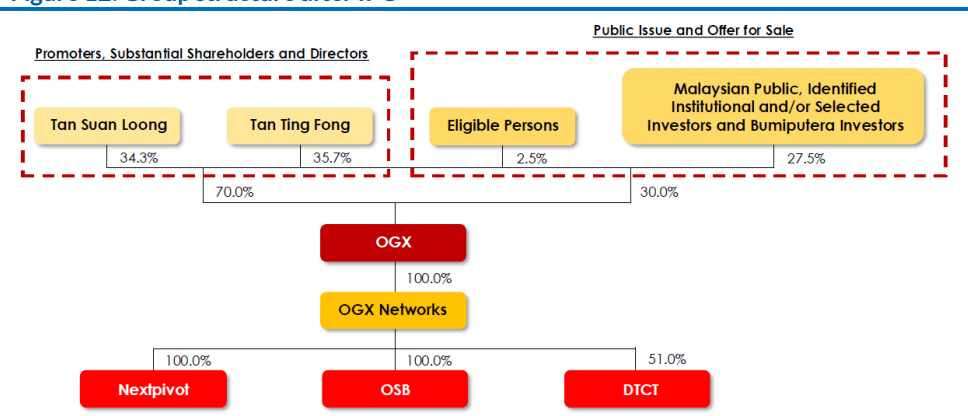 Public Issue and Offer for Sale
Promoters, Substantial Shareholders and Directors
Tan Suan Loong
Tan Ting Fong
Eligible Persons
Malaysian Public, Identified
Institutional and/or Selected
Investors and Bumiputera Investors
34.3%
35.7%
2.5%
27.5%
70.0%
30.0%
OGX
100.0%
OGX Networks
100.0%
100.0%
51.0%
Nextpivot
OSB
DTCT